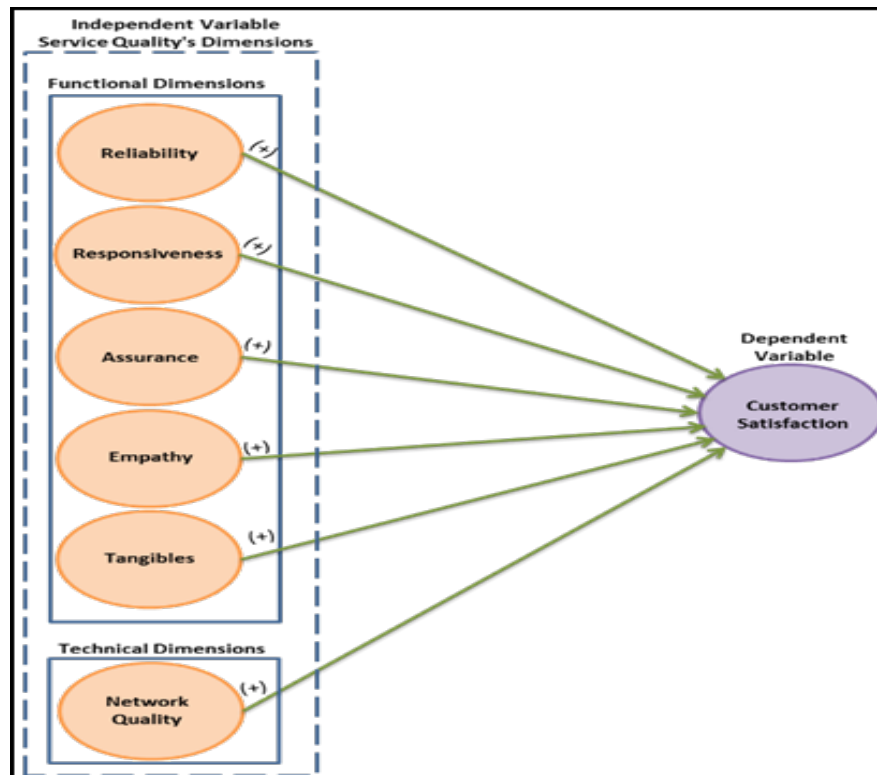 Independent Variable
Service Quality's Dimensions
Functional Dimensions
Reliability
(+)
Responsiveness
(+)
Assurance
(+)
Empathy
(+)
Tangibles
(+)
Dependent
Variable
Customer
Satisfaction
Technical Dimensions
Network
Quality
(+)